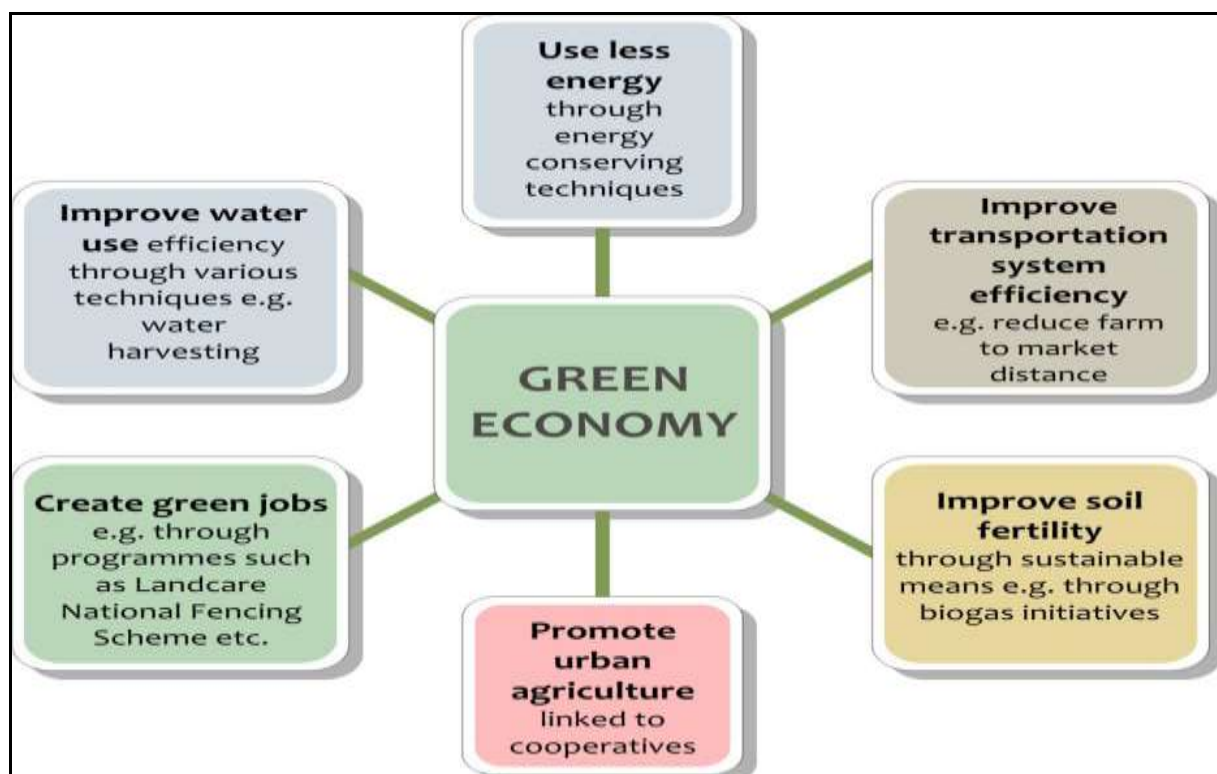 Use less
energy
through
energy
conserving
techniques
Improve water
use efficiency
through various
techniques e.g.
water
harvesting
Improve
transportation
system
efficiency
e.g. reduce farm
to market
distance
GREEN
ECONOMY
Create green jobs
e.g. through
programmes such
as Landcare
National Fencing
Scheme etc.
Improve soil
fertility
through sustainable
means e.g. through
biogas initiatives
Promote
urban
agriculture
linked to
cooperatives